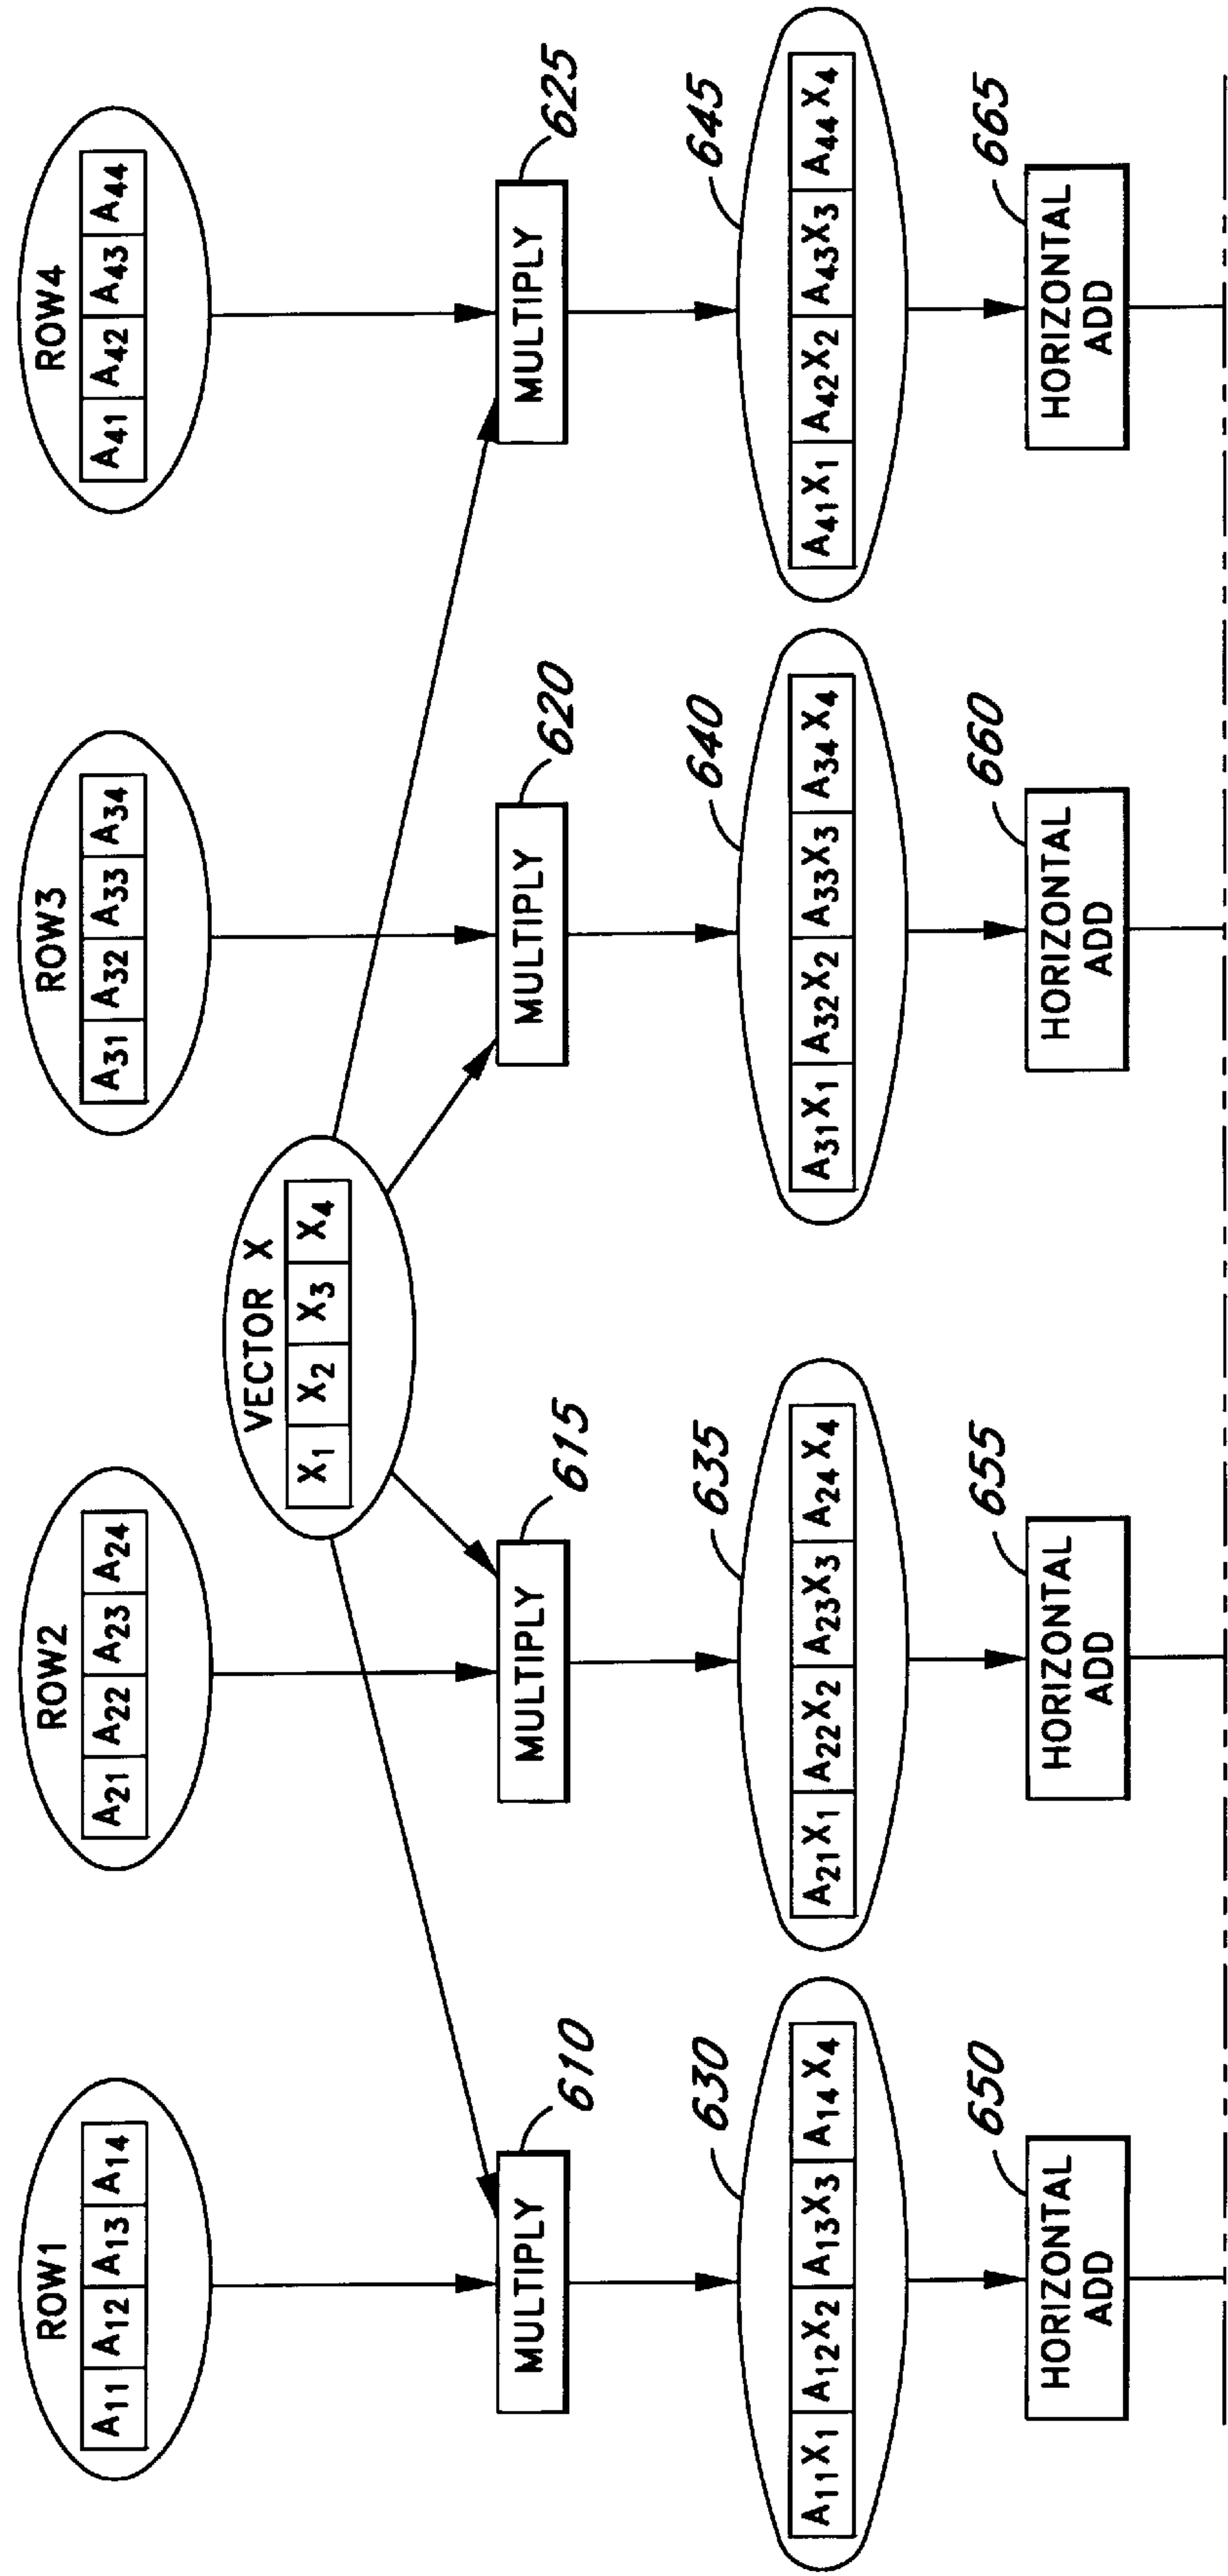 ROW1
A11 A12 A13 A14
ROW2
A21 A22 A23 A24
ROW3
A31 A32 A33 A34
ROW4
A41 A42 A43 A44
VECTOR X
X1 X2 X3 X4
MULTIPLY
610
MULTIPLY
615
MULTIPLY
620
MULTIPLY
625
630
A11X1 A12X2 A13X3 A14X4
635
A21X1 A22X2 A23X3 A24X4
640
A31X1 A32X2 A33X3 A34X4
645
A41X1 A42X2 A43X3 A44X4
650
HORIZONTAL
ADD
655
HORIZONTAL
ADD
660
HORIZONTAL
ADD
665
HORIZONTAL
ADD